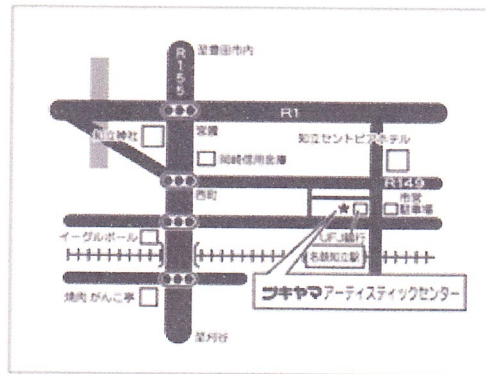 R155
至豊田市内
R1
知立神社
宮腰
知立セントピアホテル
岡崎信用金庫
R149
西町
市営
駐車場
イーグルボール
UFJ銀行
名鉄知立駅
ツキヤマアーティスティックセンター
焼肉 がんこ亭
至刈谷